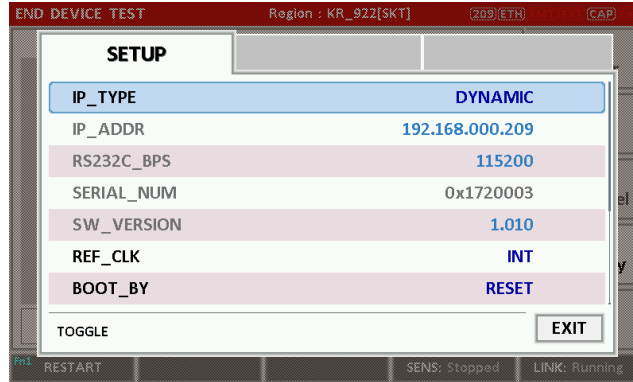 END DEVICE TEST Region : KR_922[SKT] [209][ETH] [CAP]
SETUP
IP_TYPE DYNAMIC
IP_ADDR 192.168.000.209
RS232C_BPS 115200
SERIAL_NUM 0x1720003
SW_VERSION 1.010
REF_CLK INT
BOOT_BY RESET
TOGGLE EXIT
Fn1 RESTART SENS: Stopped LINK: Running